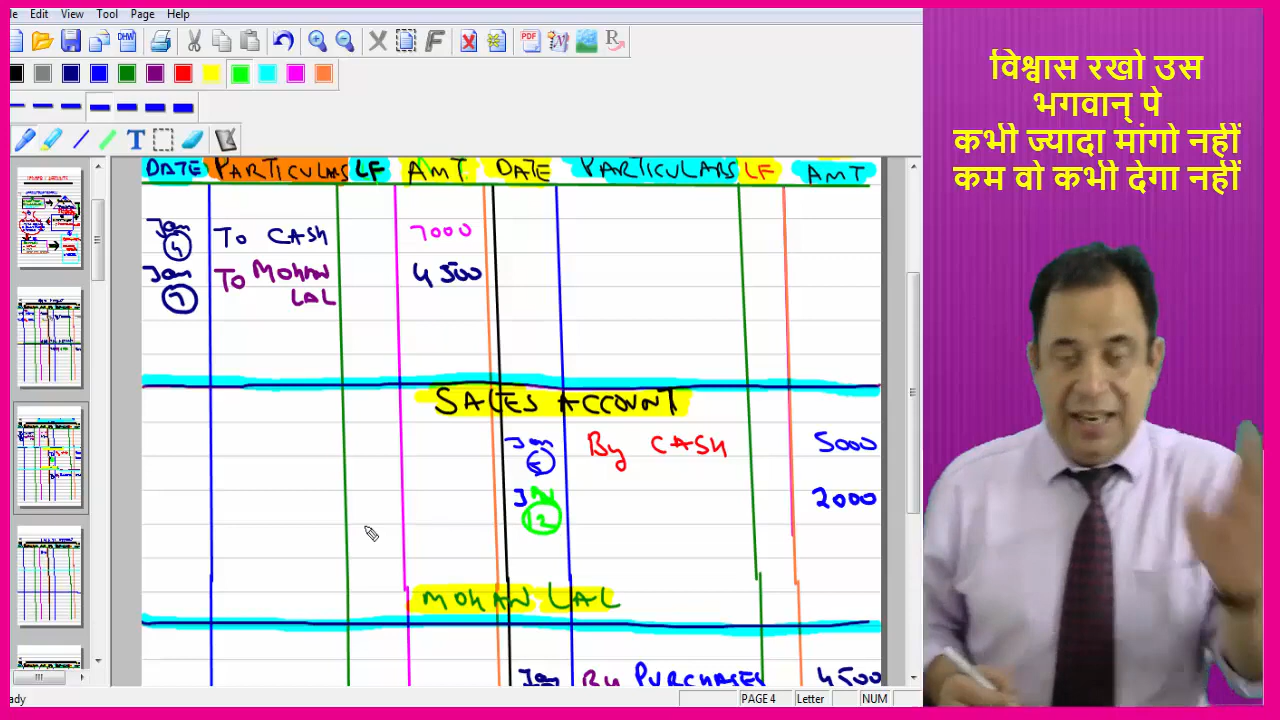 Edit View Tool Page Help
DATE PARTICULARS LF AMT DATE PARTICULARS LF AMT
Jan 4 To CASH 7000
Jan 7 To MOHAN LAL 4500
SALES ACCOUNT
Jan By CASH 5000
Jan 12 2000
MOHAN LAL
Jan By PURCHASES 4500
PAGE 4 Letter NUM
विश्वास रखो उस
भगवान् पे
कभी ज्यादा मांगो नहीं
कम वो कभी देगा नहीं